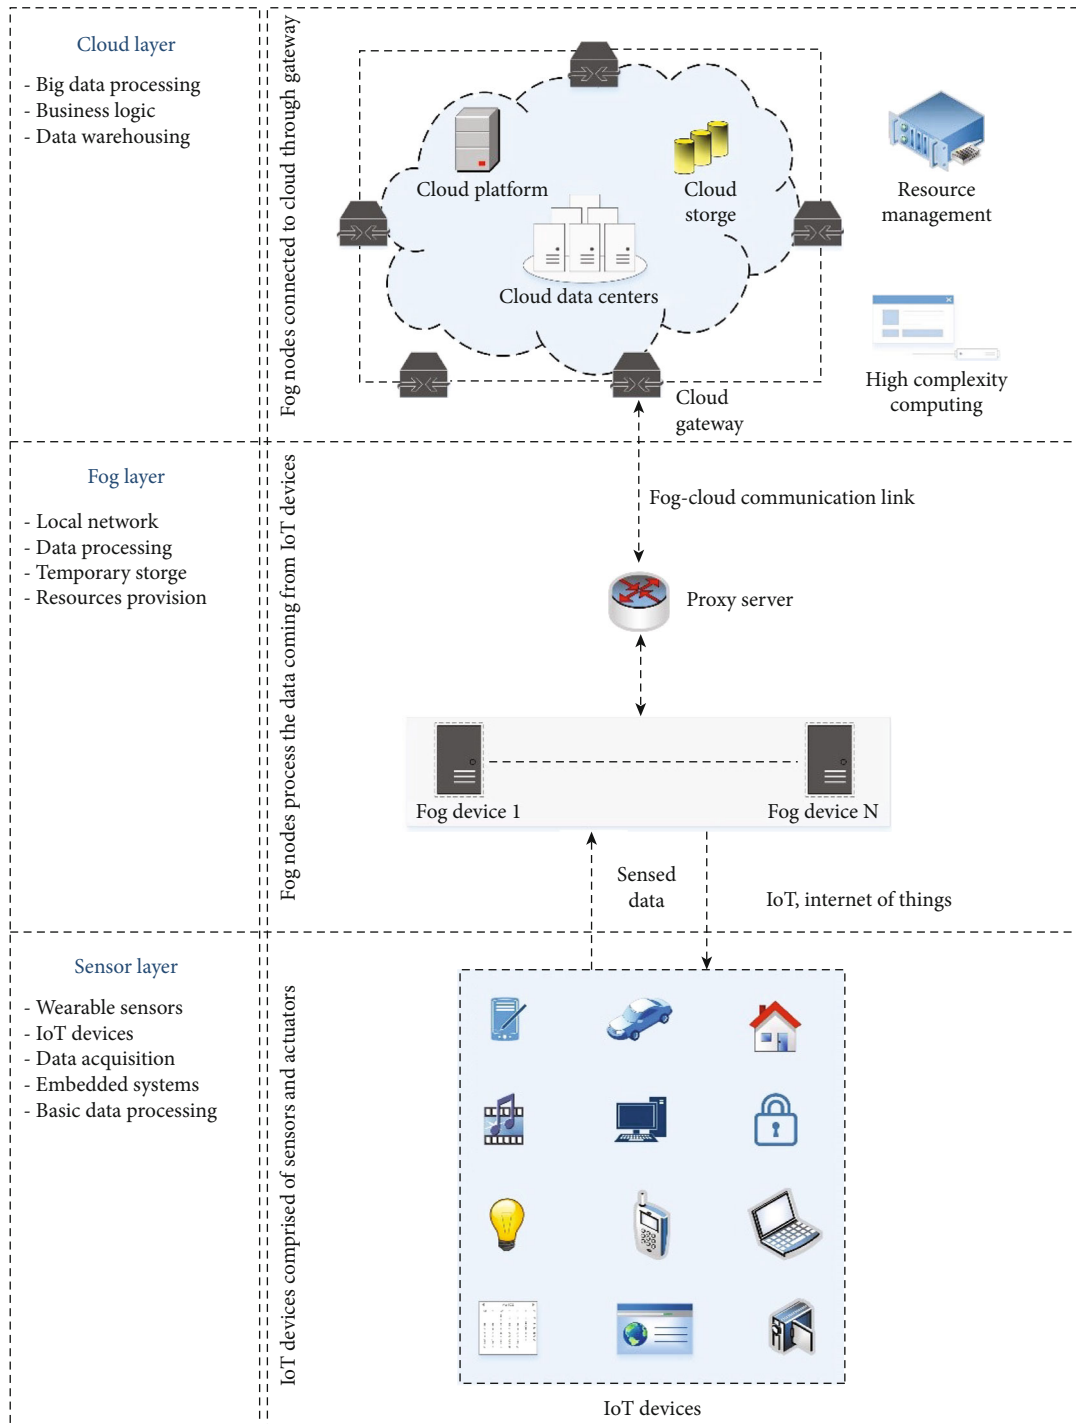 Cloud layer
- Big data processing
- Business logic
- Data warehousing
Fog nodes connected to cloud through gateway
Cloud platform
Cloud
storge
Cloud data centers
Resource
management
High complexity
computing
Cloud
gateway
Fog layer
- Local network
- Data processing
- Temporary storge
- Resources provision
Fog nodes process the data coming from IoT devices
Fog-cloud communication link
Proxy server
Fog device 1
Fog device N
Sensed
data
IoT, internet of things
Sensor layer
- Wearable sensors
- IoT devices
- Data acquisition
- Embedded systems
- Basic data processing
IoT devices comprised of sensors and actuators
IoT devices